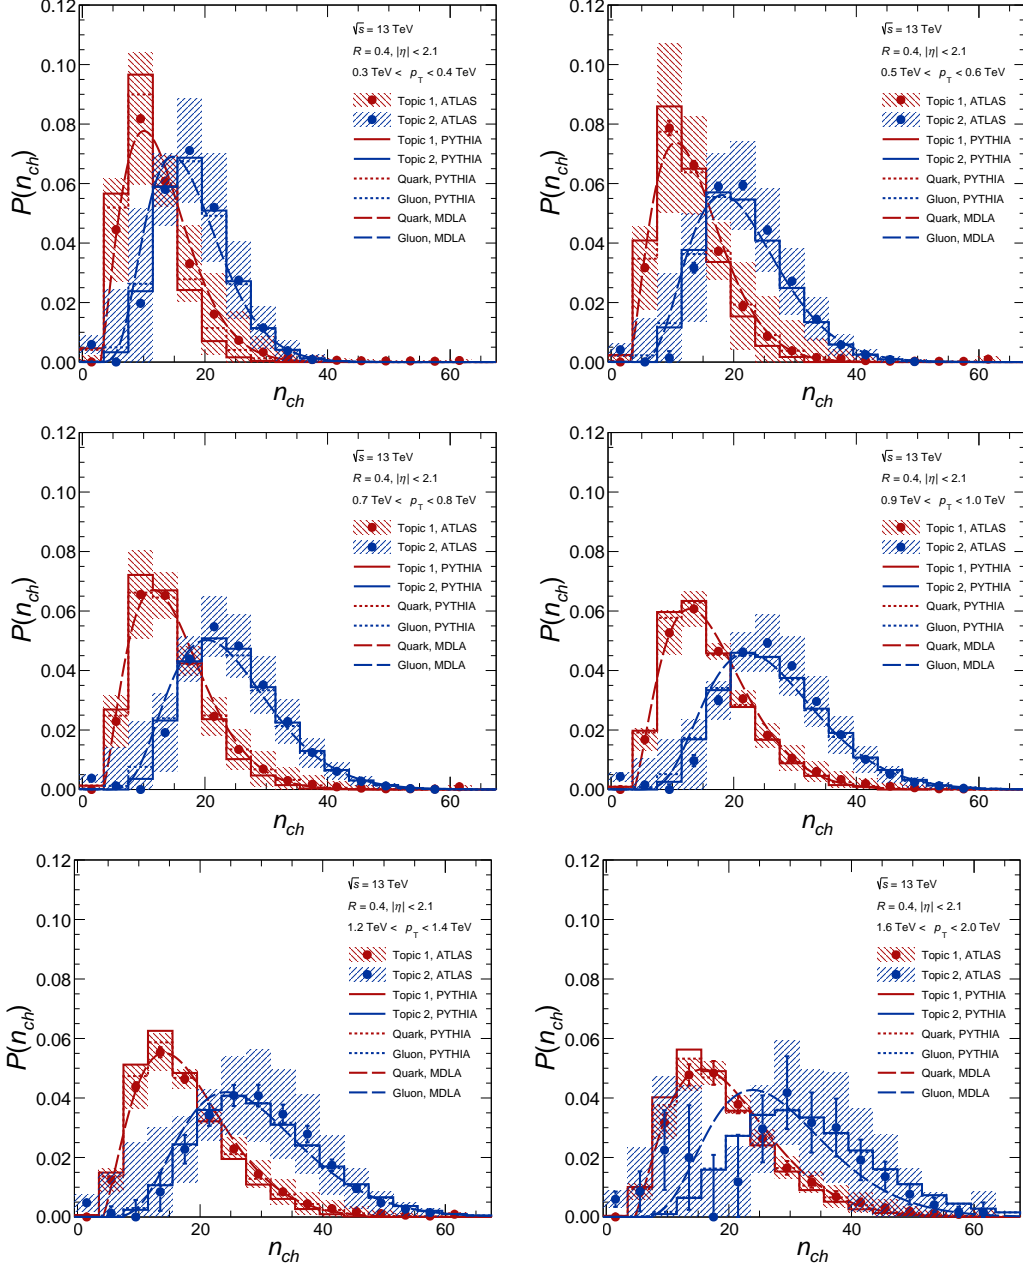 0.12
0.10
0.08
0.06
0.04
0.02
0.00
P(n_ch)
√s = 13 TeV
R = 0.4, |η| < 2.1
0.3 TeV < p_T < 0.4 TeV
Topic 1, ATLAS
Topic 2, ATLAS
Topic 1, PYTHIA
Topic 2, PYTHIA
Quark, PYTHIA
Gluon, PYTHIA
Quark, MDLA
Gluon, MDLA
0 20 40 60
n_ch
0.12
0.10
0.08
0.06
0.04
0.02
0.00
P(n_ch)
√s = 13 TeV
R = 0.4, |η| < 2.1
0.5 TeV < p_T < 0.6 TeV
Topic 1, ATLAS
Topic 2, ATLAS
Topic 1, PYTHIA
Topic 2, PYTHIA
Quark, PYTHIA
Gluon, PYTHIA
Quark, MDLA
Gluon, MDLA
0 20 40 60
n_ch
0.12
0.10
0.08
0.06
0.04
0.02
0.00
P(n_ch)
√s = 13 TeV
R = 0.4, |η| < 2.1
0.7 TeV < p_T < 0.8 TeV
Topic 1, ATLAS
Topic 2, ATLAS
Topic 1, PYTHIA
Topic 2, PYTHIA
Quark, PYTHIA
Gluon, PYTHIA
Quark, MDLA
Gluon, MDLA
0 20 40 60
n_ch
0.12
0.10
0.08
0.06
0.04
0.02
0.00
P(n_ch)
√s = 13 TeV
R = 0.4, |η| < 2.1
0.9 TeV < p_T < 1.0 TeV
Topic 1, ATLAS
Topic 2, ATLAS
Topic 1, PYTHIA
Topic 2, PYTHIA
Quark, PYTHIA
Gluon, PYTHIA
Quark, MDLA
Gluon, MDLA
0 20 40 60
n_ch
0.12
0.10
0.08
0.06
0.04
0.02
0.00
P(n_ch)
√s = 13 TeV
R = 0.4, |η| < 2.1
1.2 TeV < p_T < 1.4 TeV
Topic 1, ATLAS
Topic 2, ATLAS
Topic 1, PYTHIA
Topic 2, PYTHIA
Quark, PYTHIA
Gluon, PYTHIA
Quark, MDLA
Gluon, MDLA
0 20 40 60
n_ch
0.12
0.10
0.08
0.06
0.04
0.02
0.00
P(n_ch)
√s = 13 TeV
R = 0.4, |η| < 2.1
1.6 TeV < p_T < 2.0 TeV
Topic 1, ATLAS
Topic 2, ATLAS
Topic 1, PYTHIA
Topic 2, PYTHIA
Quark, PYTHIA
Gluon, PYTHIA
Quark, MDLA
Gluon, MDLA
0 20 40 60
n_ch